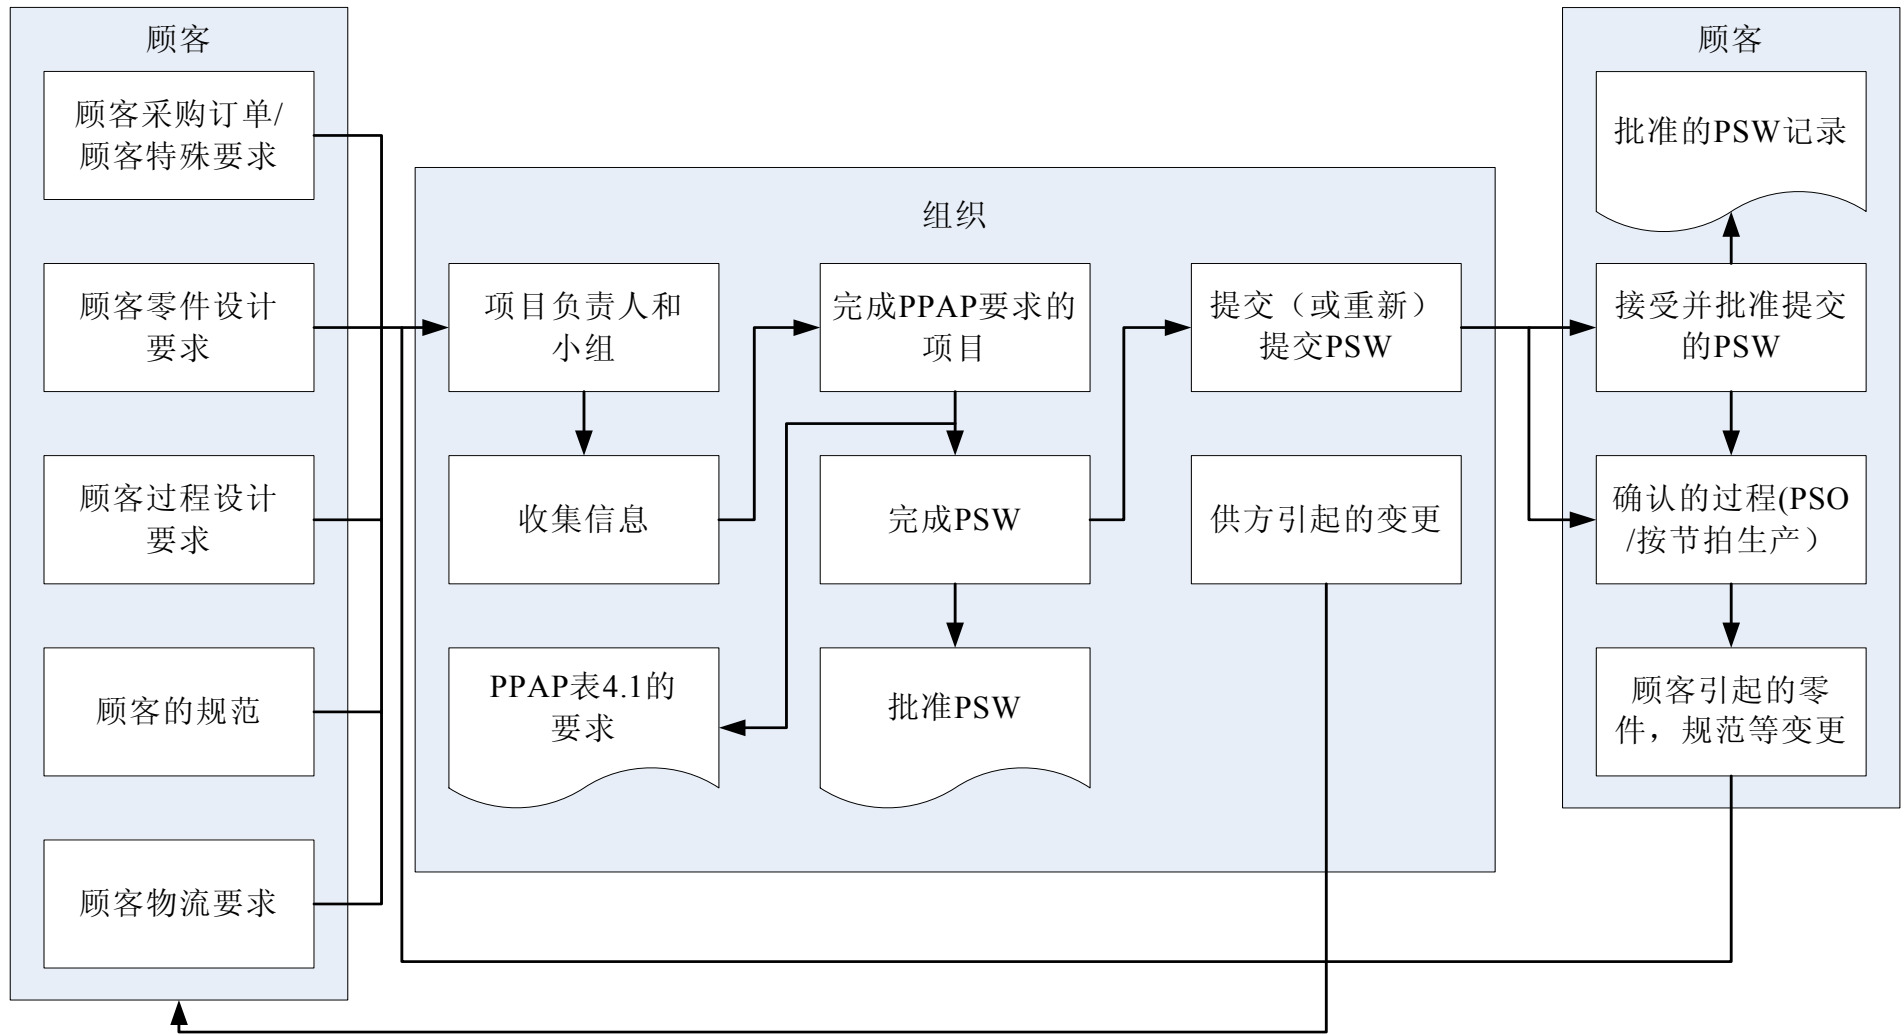 顾客
顾客采购订单/
顾客特殊要求
顾客零件设计
要求
顾客过程设计
要求
顾客的规范
顾客物流要求
组织
项目负责人和
小组
收集信息
PPAP表4.1的
要求
完成PPAP要求的
项目
完成PSW
批准PSW
提交（或重新）
提交PSW
供方引起的变更
顾客
批准的PSW记录
接受并批准提交
的PSW
确认的过程(PSO
/按节拍生产）
顾客引起的零
件，规范等变更